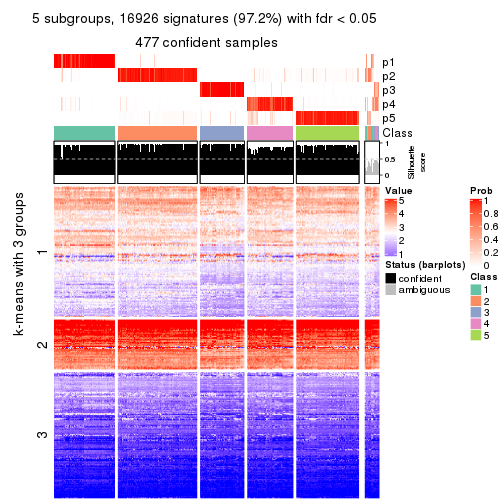 5 subgroups, 16926 signatures (97.2%) with fdr < 0.05
477 confident samples
p1
p2
p3
p4
p5
Class
1
0.5
0
Silhouette
score
k-means with 3 groups
1
2
3
Value
5
4
3
2
1
Status (barplots)
confident
ambiguous
Prob
1
0.8
0.6
0.4
0.2
0
Class
1
2
3
4
5